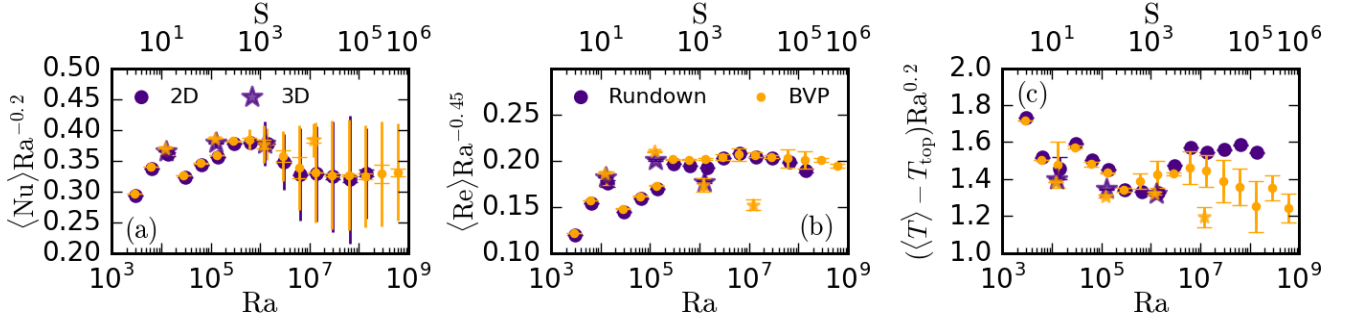 S
10^1 10^3 10^5 10^6
⟨Nu⟩Ra^{-0.2}
0.50
0.45
0.40
0.35
0.30
0.25
0.20
2D 3D
(a)
10^3 10^5 10^7 10^9
Ra
S
10^1 10^3 10^5 10^6
⟨Re⟩Ra^{-0.45}
0.20
0.15
0.10
Rundown BVP
(b)
10^3 10^5 10^7 10^9
Ra
S
10^1 10^3 10^5 10^6
(⟨T⟩ − T_{top})Ra^{0.2}
2.0
1.8
1.6
1.4
1.2
1.0
(c)
10^3 10^5 10^7 10^9
Ra